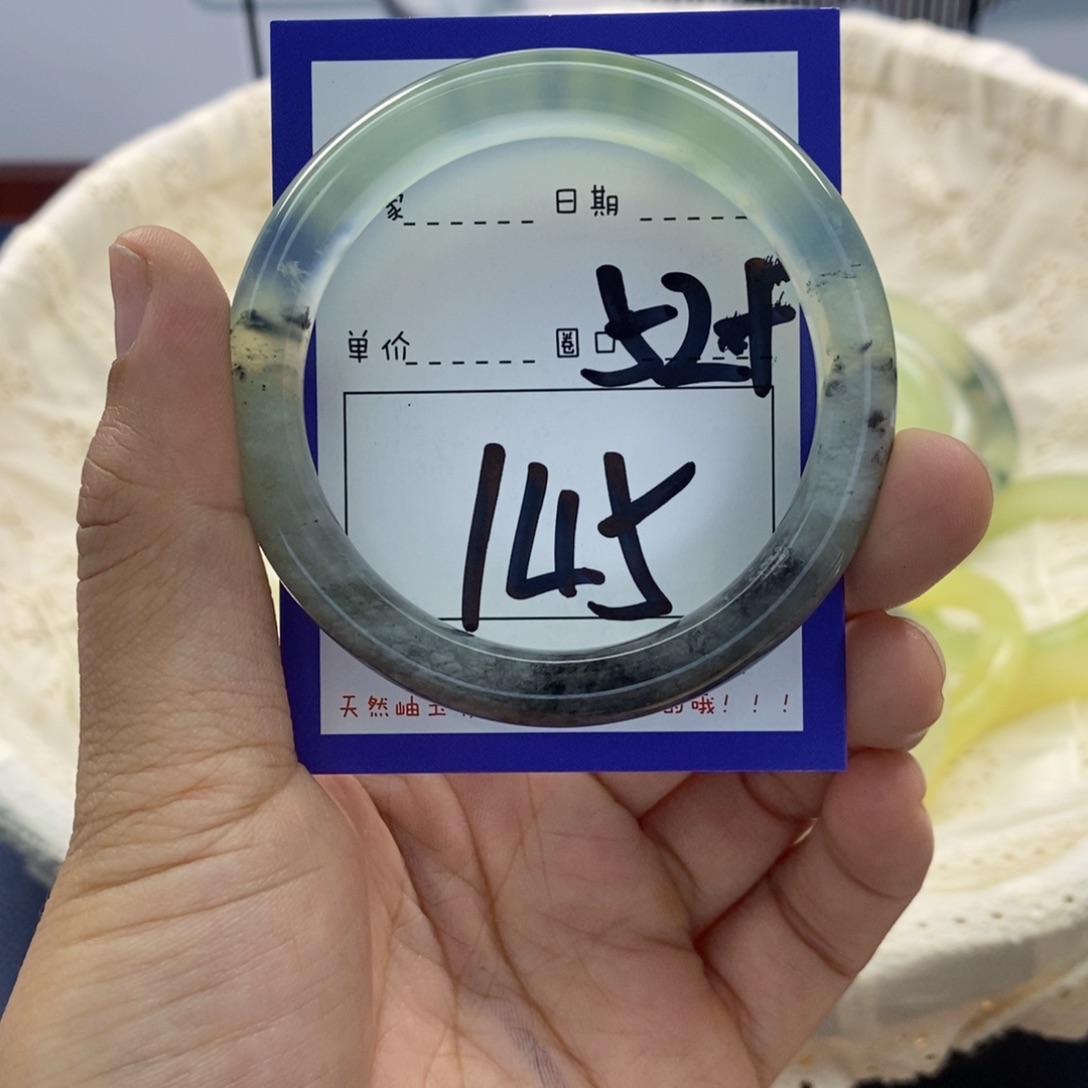 家 日期
单价 圈口 52+
145
天然岫玉 的哦！！！